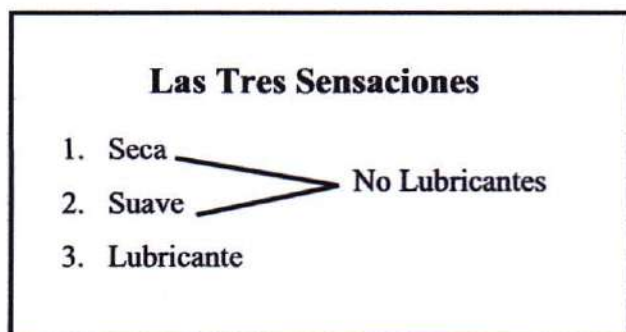 Las Tres Sensaciones
1. Seca
No Lubricantes
2. Suave
3. Lubricante